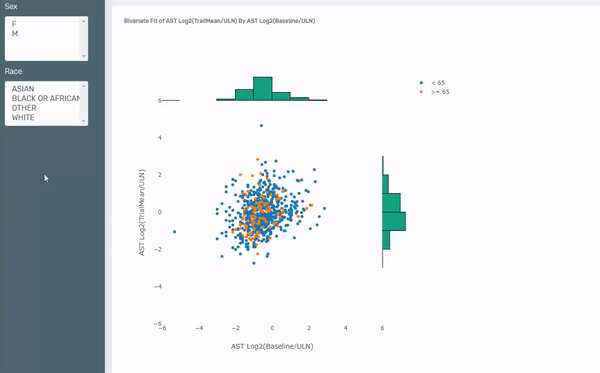 Sex
F
M
Race
ASIAN
BLACK OR AFRICAN
OTHER
WHITE
Bivariate Fit of AST Log2(TrailMean/ULN) By AST Log2(Baseline/ULN)
< 65
>= 65
6
4
2
0
−2
−4
−6
AST Log2(TrailMean/ULN)
−6 −4 −2 0 2 4 6
AST Log2(Baseline/ULN)